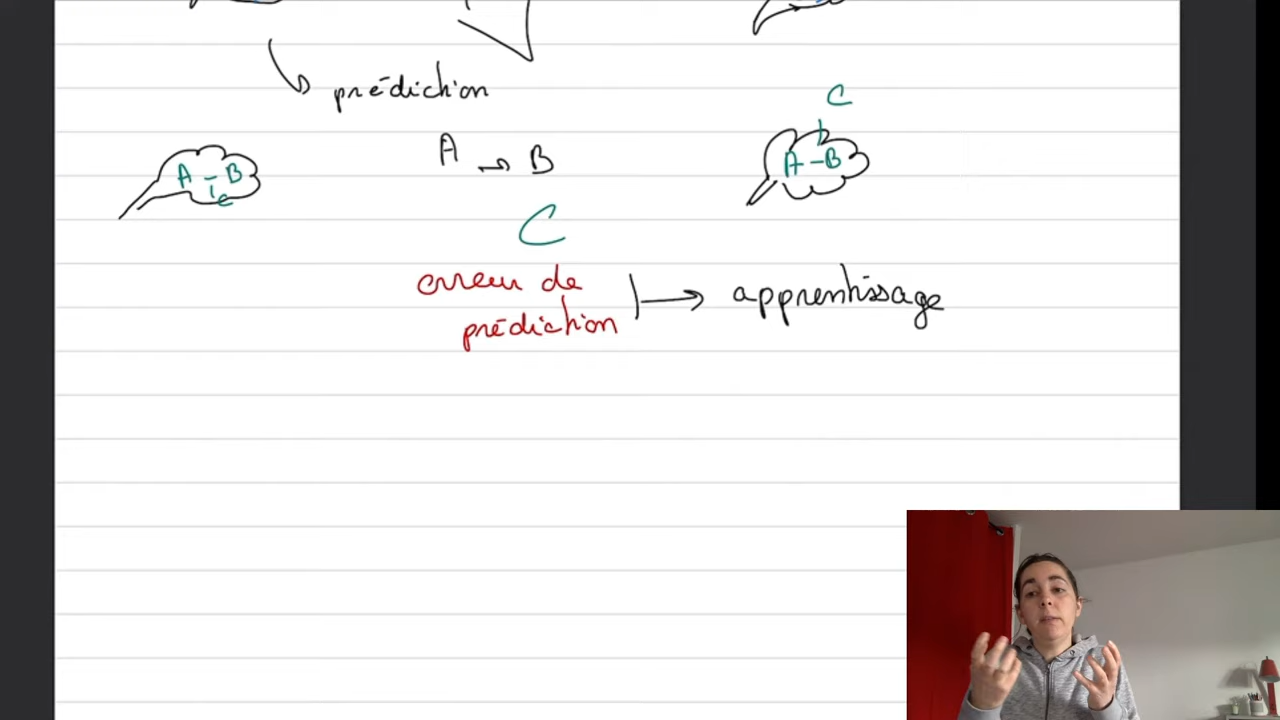 prédiction
C
A → B
A - B
C
A - B
C
erreur de
prédiction → apprentissage